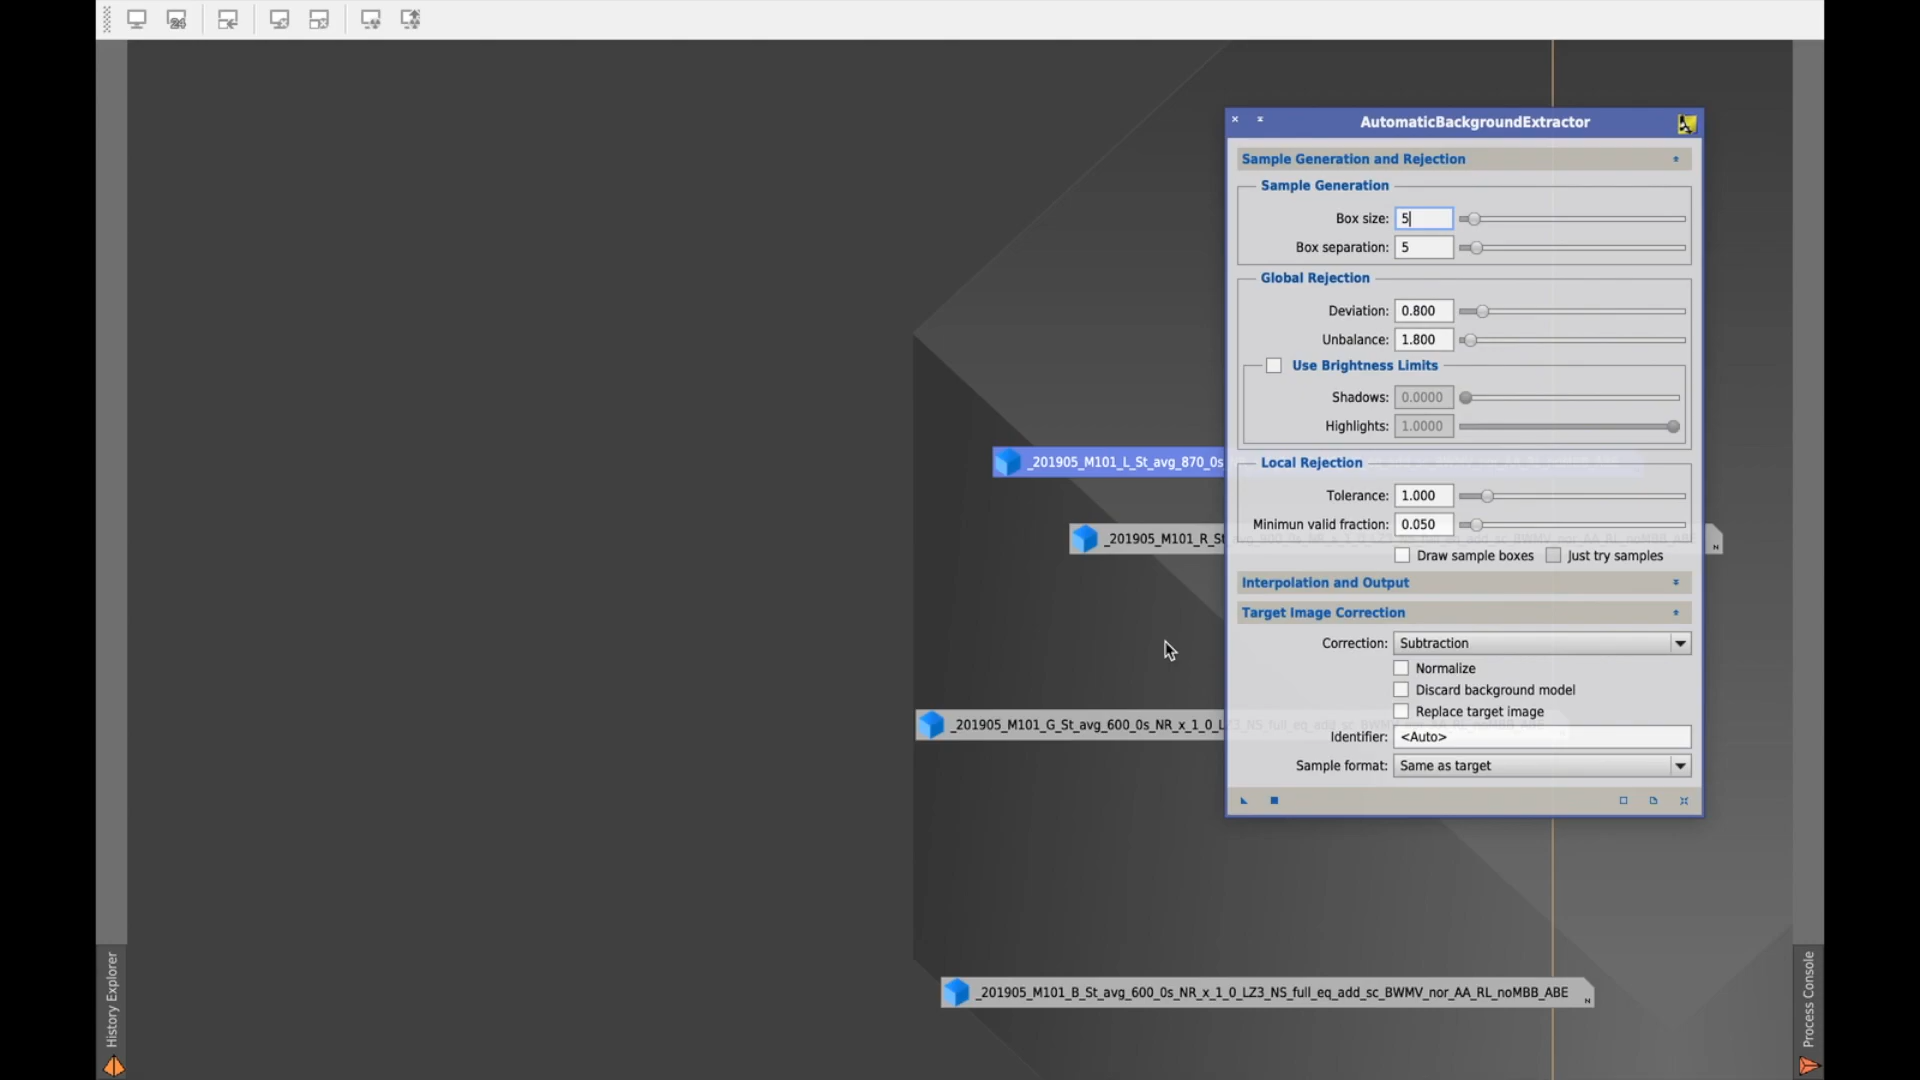 24
AutomaticBackgroundExtractor
Sample Generation and Rejection
Sample Generation
Box size: 5
Box separation: 5
Global Rejection
Deviation: 0.800
Unbalance: 1.800
Use Brightness Limits
Shadows: 0.0000
Highlights: 1.0000
_201905_M101_L_St_avg_870_0s
Local Rejection
Tolerance: 1.000
Minimun valid fraction: 0.050
_201905_M101_R_St
N
Draw sample boxes Just try samples
Interpolation and Output
Target Image Correction
Correction: Subtraction
Normalize
Discard background model
Replace target image
_201905_M101_G_St_avg_600_0s_NR_x_1_0_LZ3_NS_full_eq_add_sc_BWMV
Identifier: <Auto>
Sample format: Same as target
_201905_M101_B_St_avg_600_0s_NR_x_1_0_LZ3_NS_full_eq_add_sc_BWMV_nor_AA_RL_noMBB_ABE
N
History Explorer
Process Console